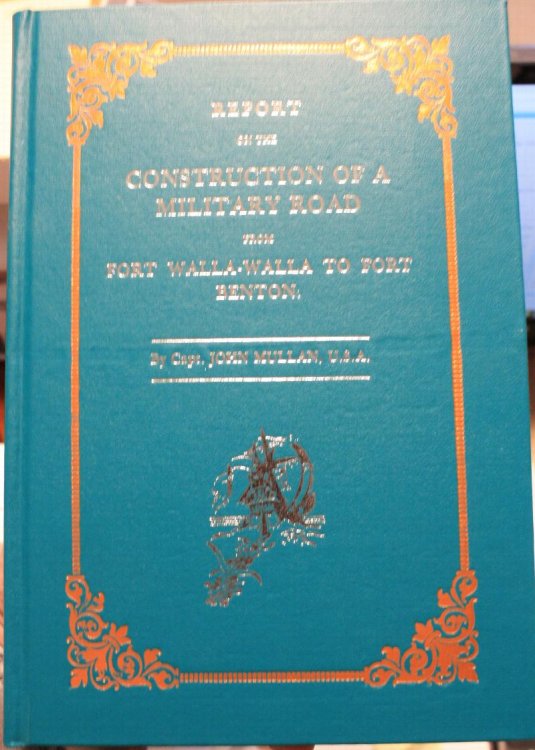 REPORT
ON THE
CONSTRUCTION OF A
MILITARY ROAD
FROM
FORT WALLA-WALLA TO FORT
BENTON.
By Capt. JOHN MULLAN, U.S.A.